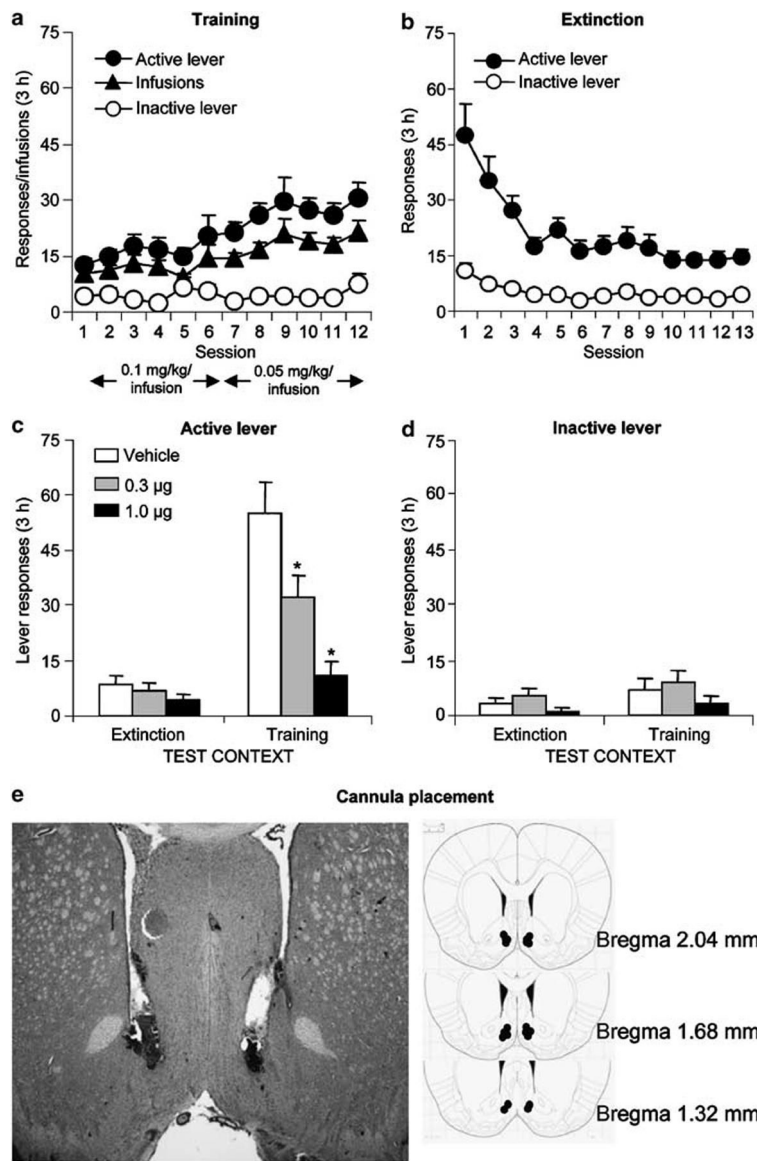 a
Training
Responses/infusions (3 h)
75
60
45
30
15
0
Active lever
Infusions
Inactive lever
1 2 3 4 5 6 7 8 9 10 11 12
Session
0.1 mg/kg/
infusion
0.05 mg/kg/
infusion
b
Extinction
Responses (3 h)
75
60
45
30
15
0
Active lever
Inactive lever
1 2 3 4 5 6 7 8 9 10 11 12 13
Session
c
Active lever
Lever responses (3 h)
75
60
45
30
15
0
Vehicle
0.3 µg
1.0 µg
*
*
Extinction Training
TEST CONTEXT
d
Inactive lever
Lever responses (3 h)
75
60
45
30
15
0
Extinction Training
TEST CONTEXT
e
Cannula placement
Bregma 2.04 mm
Bregma 1.68 mm
Bregma 1.32 mm